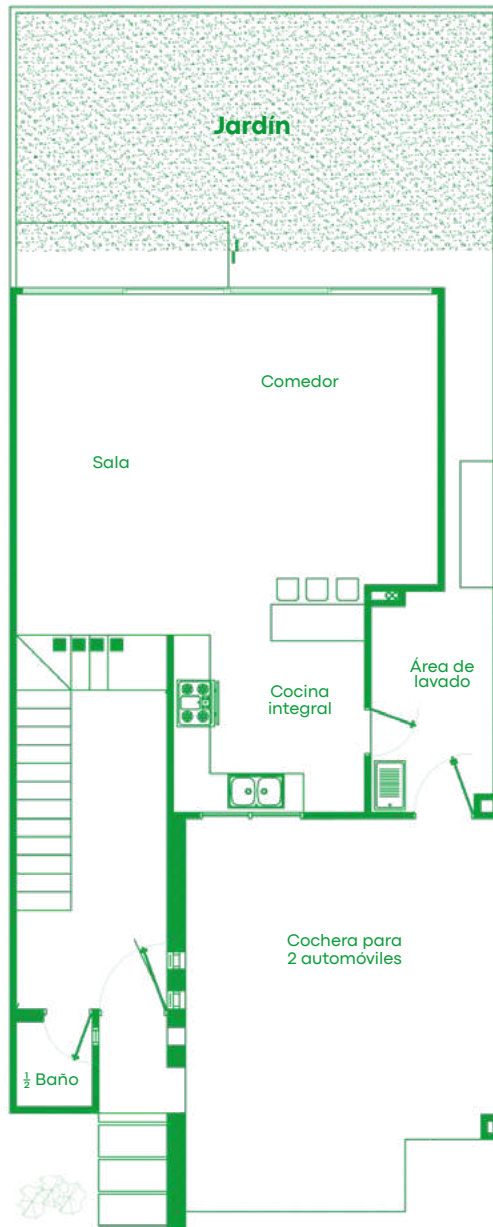 Jardín
Comedor
Sala
Área de
lavado
Cocina
integral
Cochera para
2 automóviles
½ Baño